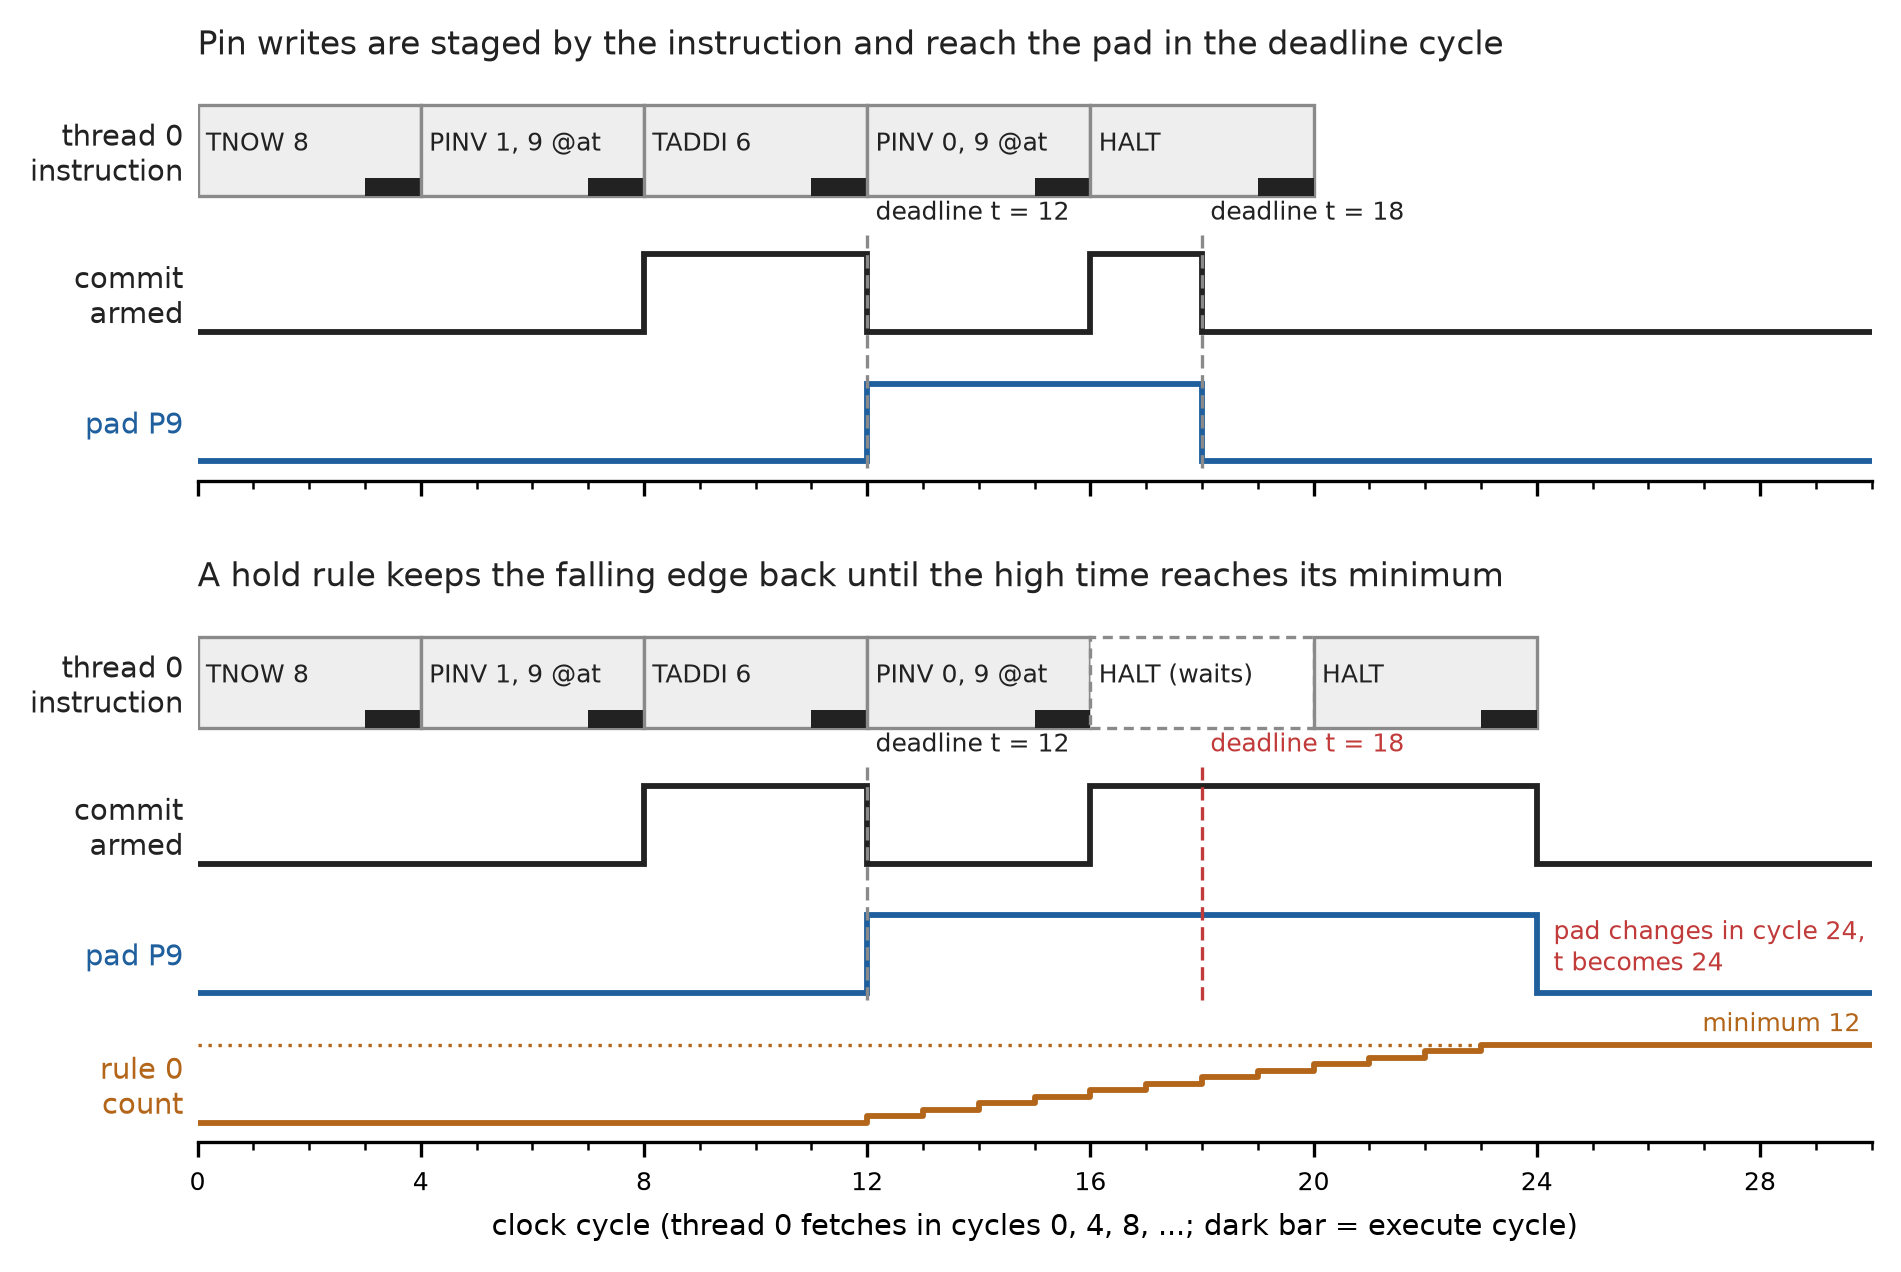 Pin writes are staged by the instruction and reach the pad in the deadline cycle
thread 0
instruction
TNOW 8
PINV 1, 9 @at
TADDI 6
PINV 0, 9 @at
HALT
deadline t = 12
deadline t = 18
commit
armed
pad P9
A hold rule keeps the falling edge back until the high time reaches its minimum
thread 0
instruction
TNOW 8
PINV 1, 9 @at
TADDI 6
PINV 0, 9 @at
HALT (waits)
HALT
deadline t = 12
deadline t = 18
commit
armed
pad P9
pad changes in cycle 24,
t becomes 24
minimum 12
rule 0
count
0 4 8 12 16 20 24 28
clock cycle (thread 0 fetches in cycles 0, 4, 8, ...; dark bar = execute cycle)